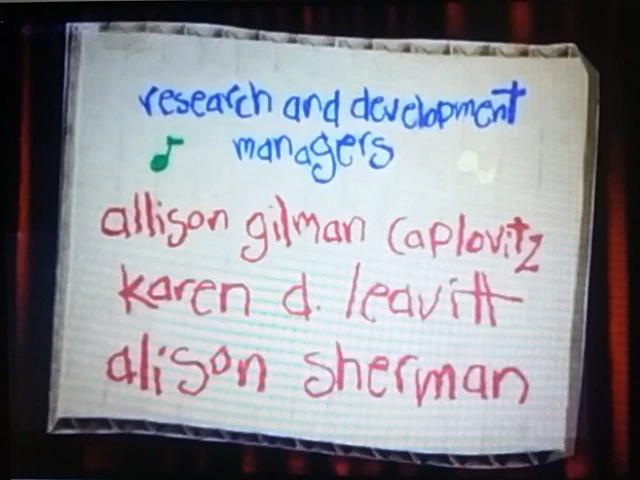 research and development
managers
allison gilman caplovitz
karen d. leavitt
alison sherman